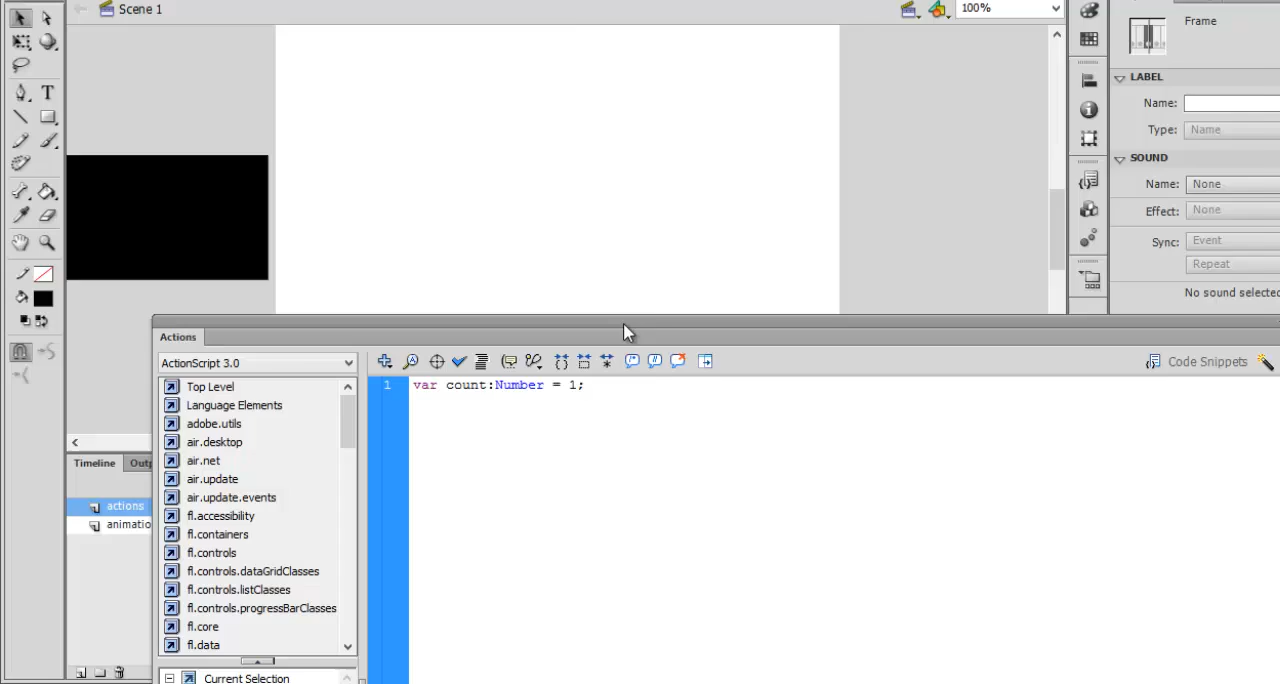 Scene 1
100%
Frame
LABEL
Name:
Type: Name
SOUND
Name: None
Effect: None
Sync: Event
Repeat
No sound selected
Actions
ActionScript 3.0
Code Snippets
Top Level
Language Elements
adobe.utils
air.desktop
air.net
air.update
air.update.events
fl.accessibility
fl.containers
fl.controls
fl.controls.dataGridClasses
fl.controls.listClasses
fl.controls.progressBarClasses
fl.core
fl.data
Current Selection
1 var count:Number = 1;
Timeline Outp
actions
animatio